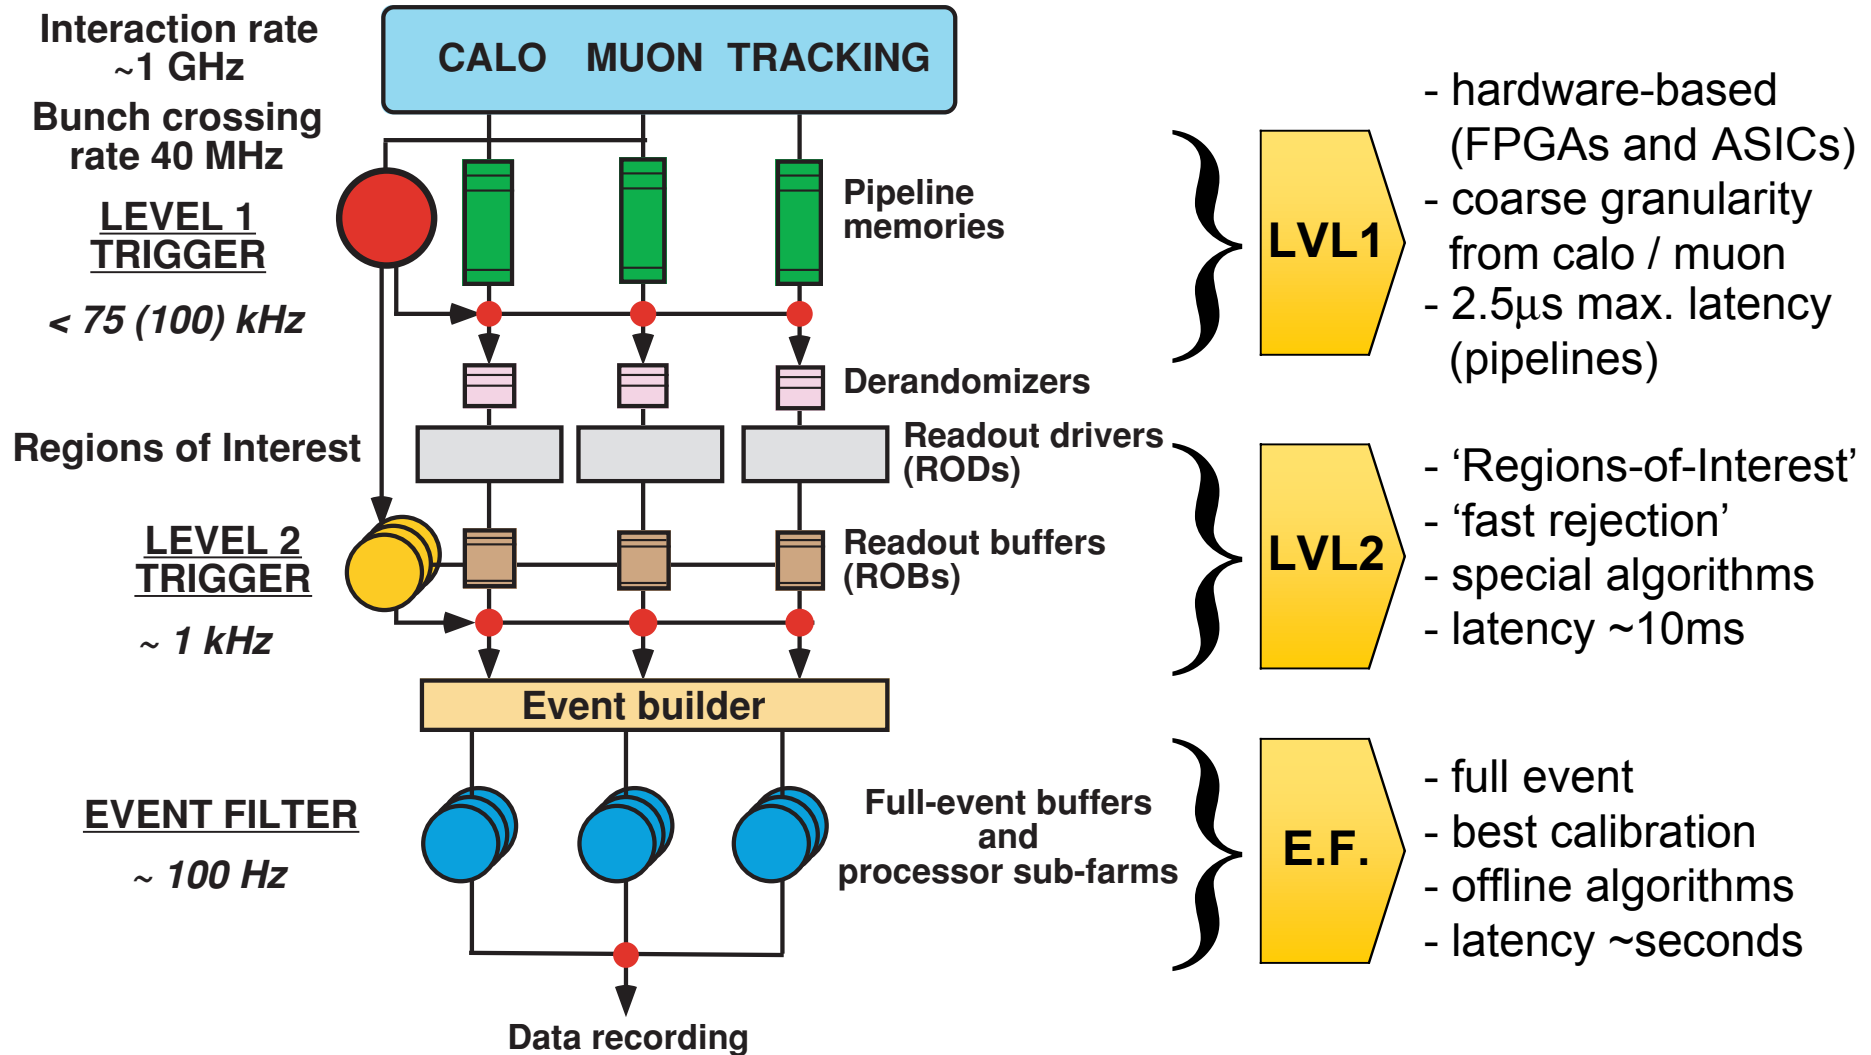 Interaction rate
~1 GHz
Bunch crossing
rate 40 MHz
LEVEL 1
TRIGGER
< 75 (100) kHz
Regions of Interest
LEVEL 2
TRIGGER
~ 1 kHz
EVENT FILTER
~ 100 Hz
CALO MUON TRACKING
Pipeline
memories
Derandomizers
Readout drivers
(RODs)
Readout buffers
(ROBs)
Event builder
Full-event buffers
and
processor sub-farms
Data recording
LVL1
- hardware-based
(FPGAs and ASICs)
- coarse granularity
from calo / muon
- 2.5μs max. latency
(pipelines)
LVL2
- ‘Regions-of-Interest’
- ‘fast rejection’
- special algorithms
- latency ~10ms
E.F.
- full event
- best calibration
- offline algorithms
- latency ~seconds